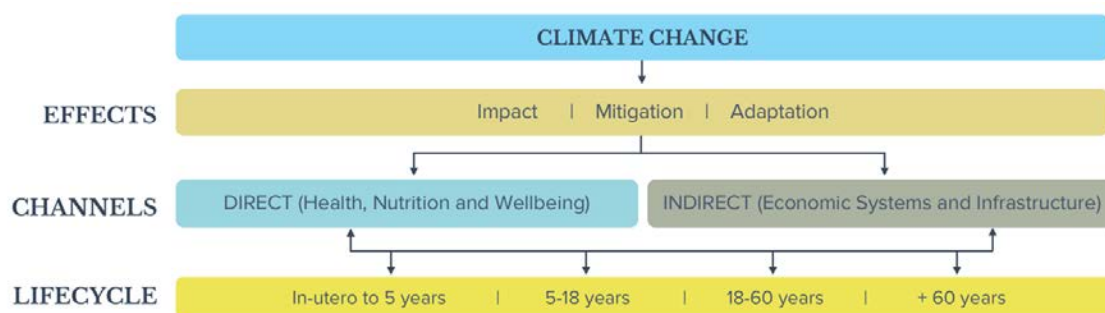 CLIMATE CHANGE
EFFECTS
Impact | Mitigation | Adaptation
CHANNELS
DIRECT (Health, Nutrition and Wellbeing)
INDIRECT (Economic Systems and Infrastructure)
LIFECYCLE
In-utero to 5 years | 5-18 years | 18-60 years | + 60 years